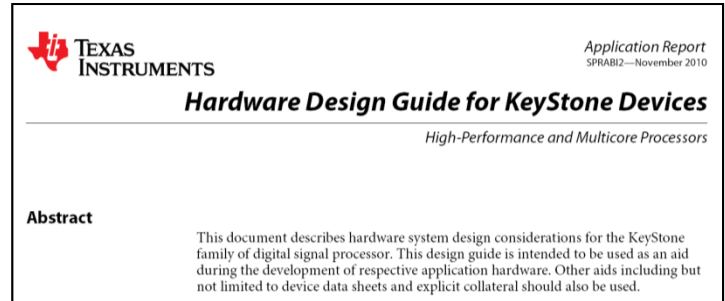 TEXAS
INSTRUMENTS
Application Report
SPRABI2—November 2010
Hardware Design Guide for KeyStone Devices
High-Performance and Multicore Processors
Abstract
This document describes hardware system design considerations for the KeyStone
family of digital signal processor. This design guide is intended to be used as an aid
during the development of respective application hardware. Other aids including but
not limited to device data sheets and explicit collateral should also be used.